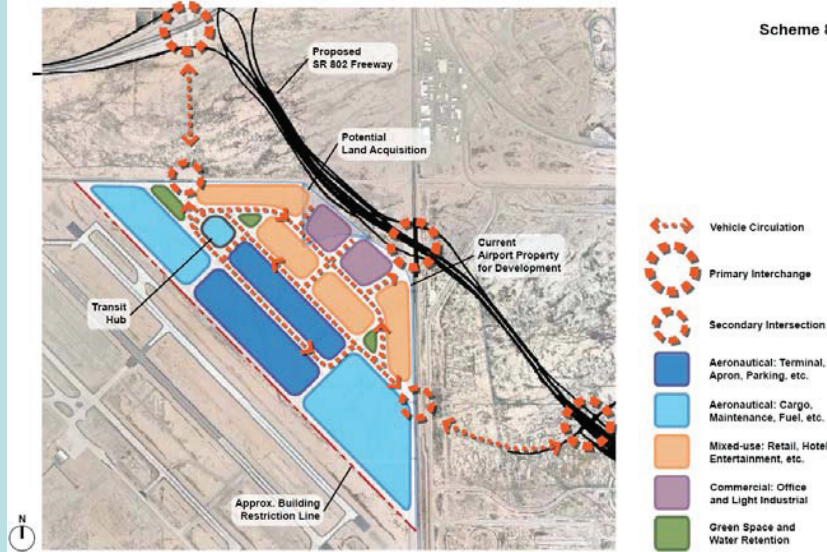 Scheme 8
Proposed
SR 802 Freeway
Potential
Land Acquisition
Current
Airport Property
for Development
Transit
Hub
Approx. Building
Restriction Line
N
Vehicle Circulation
Primary Interchange
Secondary Intersection
Aeronautical: Terminal,
Apron, Parking, etc.
Aeronautical: Cargo,
Maintenance, Fuel, etc.
Mixed-use: Retail, Hotel
Entertainment, etc.
Commercial: Office
and Light Industrial
Green Space and
Water Retention